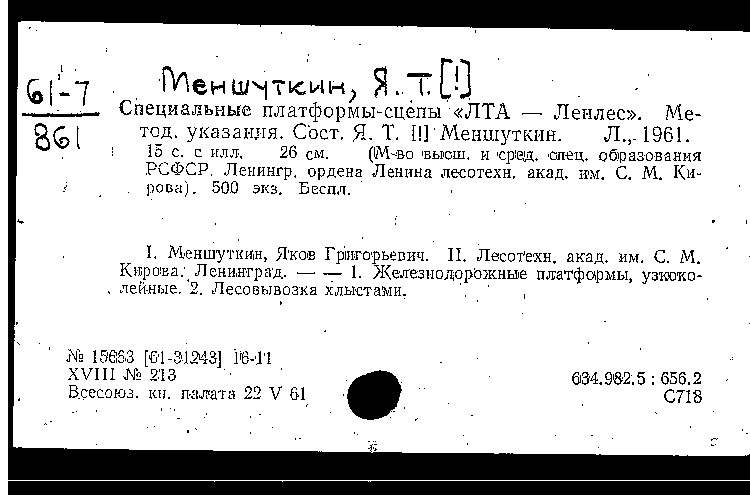 61-7
861
Меншуткин, Я. Т. [!]
Специальные платформы-сцепы «ЛТА — Ленлес». Ме-
тод. указания. Сост. Я. Т. [!] Меншуткин. Л., 1961.
15 с. с илл. 26 см. (М-во высш. и сред. спец. образования
РСФСР. Ленингр. ордена Ленина лесотехн. акад. им. С. М. Ки-
рова). 500 экз. Беспл.
I. Меншуткин, Яков Григорьевич. II. Лесотехн. акад. им. С. М.
Кирова. Ленинград. — — 1. Железнодорожные платформы, узкоко-
лейные. 2. Лесовывозка хлыстами.
№ 15663 [61-31243] 16-11
XVIII № 213
Всесоюз. кн. палата 22 V 61
634.982.5 : 656.2
С718